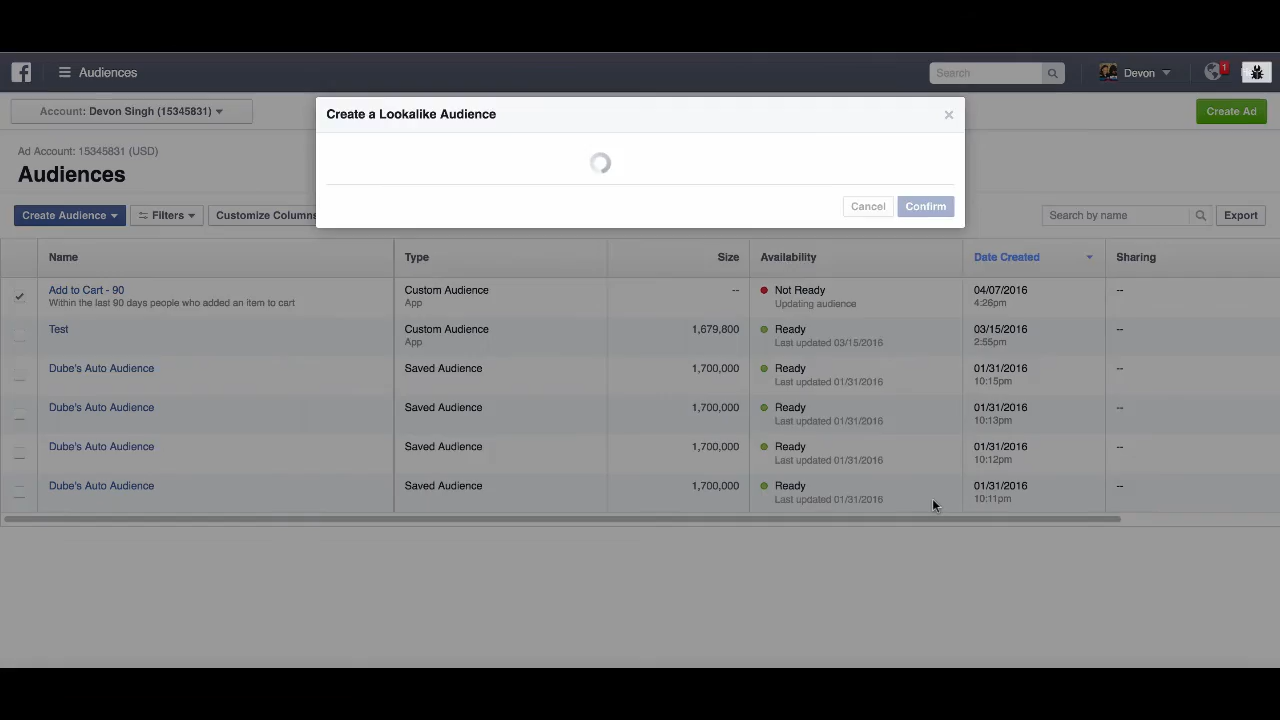 Audiences
Search
Devon
1
Account: Devon Singh (15345831)
Create a Lookalike Audience
Create Ad
Ad Account: 15345831 (USD)
Audiences
Cancel
Confirm
Create Audience
Filters
Customize Columns
Search by name
Export
Name
Type
Size
Availability
Date Created
Sharing
Add to Cart - 90
Within the last 90 days people who added an item to cart
Custom Audience
App
--
Not Ready
Updating audience
04/07/2016
4:26pm
--
Test
Custom Audience
App
1,679,800
Ready
Last updated 03/15/2016
03/15/2016
2:55pm
--
Dube's Auto Audience
Saved Audience
1,700,000
Ready
Last updated 01/31/2016
01/31/2016
10:15pm
--
Dube's Auto Audience
Saved Audience
1,700,000
Ready
Last updated 01/31/2016
01/31/2016
10:13pm
--
Dube's Auto Audience
Saved Audience
1,700,000
Ready
Last updated 01/31/2016
01/31/2016
10:12pm
--
Dube's Auto Audience
Saved Audience
1,700,000
Ready
Last updated 01/31/2016
01/31/2016
10:11pm
--